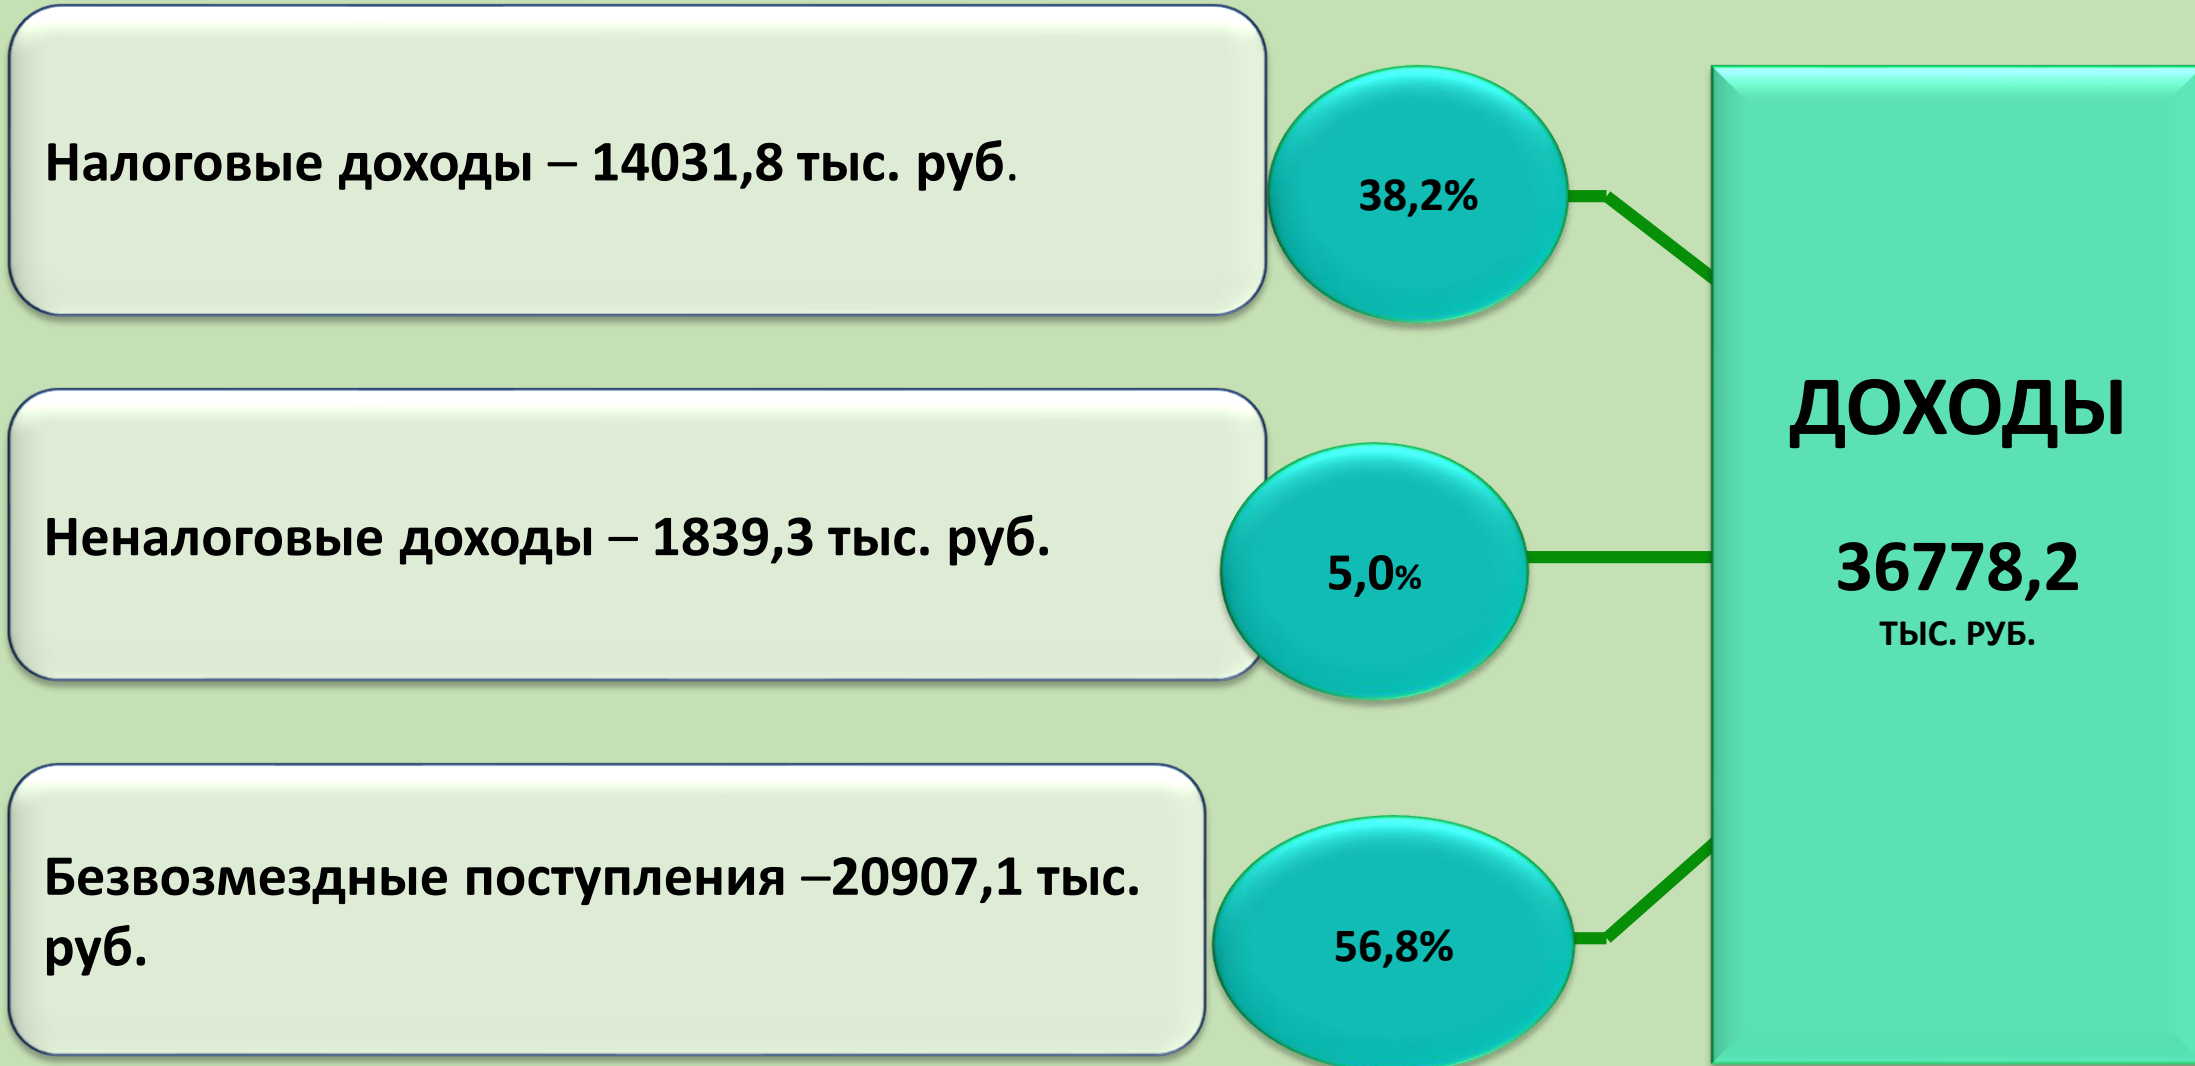 Налоговые доходы – 14031,8 тыс. руб.
38,2%
Неналоговые доходы – 1839,3 тыс. руб.
5,0%
Безвозмездные поступления –20907,1 тыс.
руб.
56,8%
ДОХОДЫ
36778,2
ТЫС. РУБ.